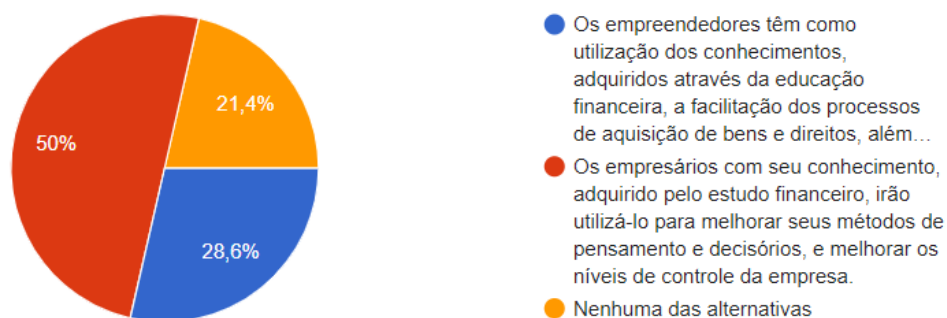 50%
21,4%
28,6%
Os empreendedores têm como
utilização dos conhecimentos,
adquiridos através da educação
financeira, a facilitação dos processos
de aquisição de bens e direitos, além...
Os empresários com seu conhecimento,
adquirido pelo estudo financeiro, irão
utilizá-lo para melhorar seus métodos de
pensamento e decisórios, e melhorar os
níveis de controle da empresa.
Nenhuma das alternativas